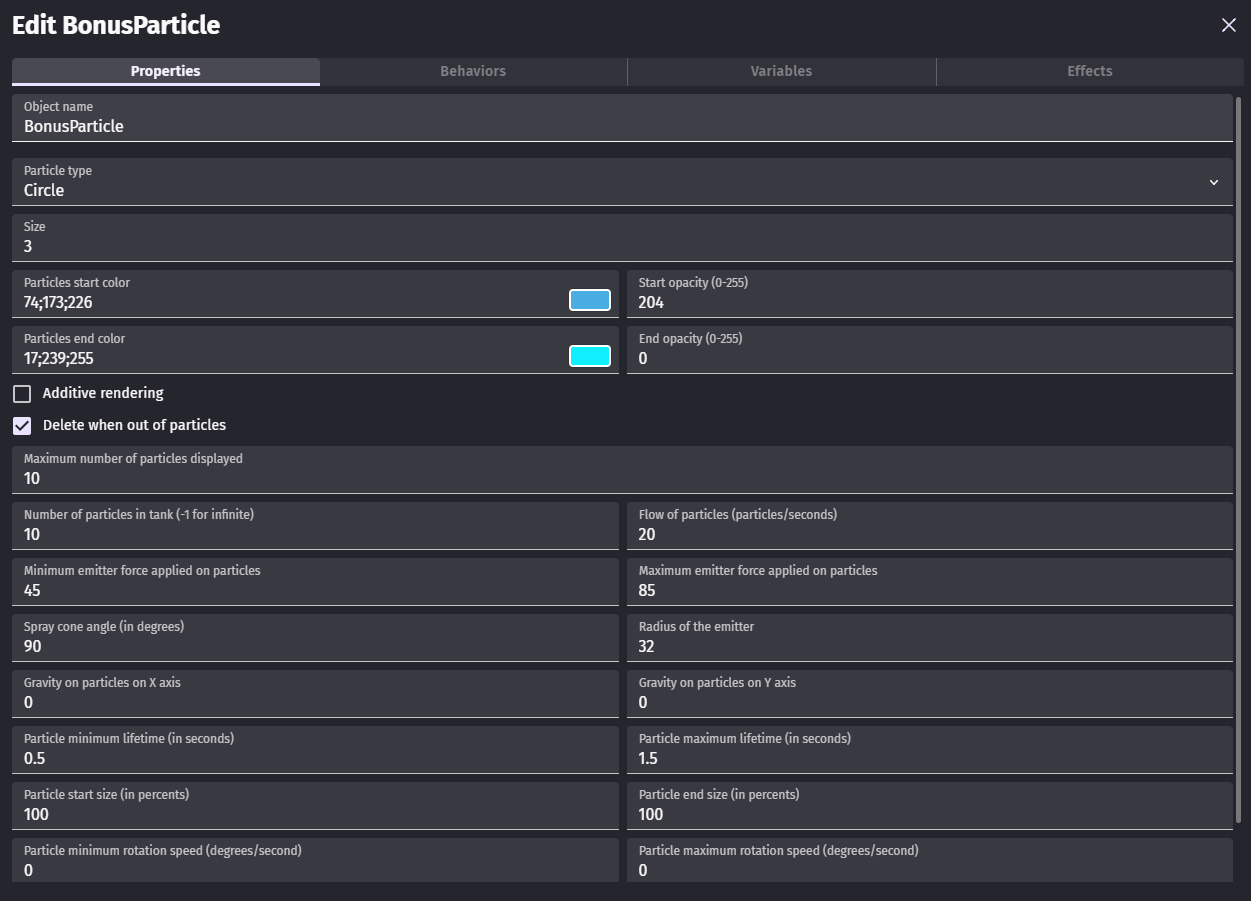 Edit BonusParticle
Properties
Behaviors
Variables
Effects
Object name
BonusParticle
Particle type
Circle
Size
3
Particles start color
74;173;226
Start opacity (0-255)
204
Particles end color
17;239;255
End opacity (0-255)
0
Additive rendering
Delete when out of particles
Maximum number of particles displayed
10
Number of particles in tank (-1 for infinite)
10
Flow of particles (particles/seconds)
20
Minimum emitter force applied on particles
45
Maximum emitter force applied on particles
85
Spray cone angle (in degrees)
90
Radius of the emitter
32
Gravity on particles on X axis
0
Gravity on particles on Y axis
0
Particle minimum lifetime (in seconds)
0.5
Particle maximum lifetime (in seconds)
1.5
Particle start size (in percents)
100
Particle end size (in percents)
100
Particle minimum rotation speed (degrees/second)
0
Particle maximum rotation speed (degrees/second)
0